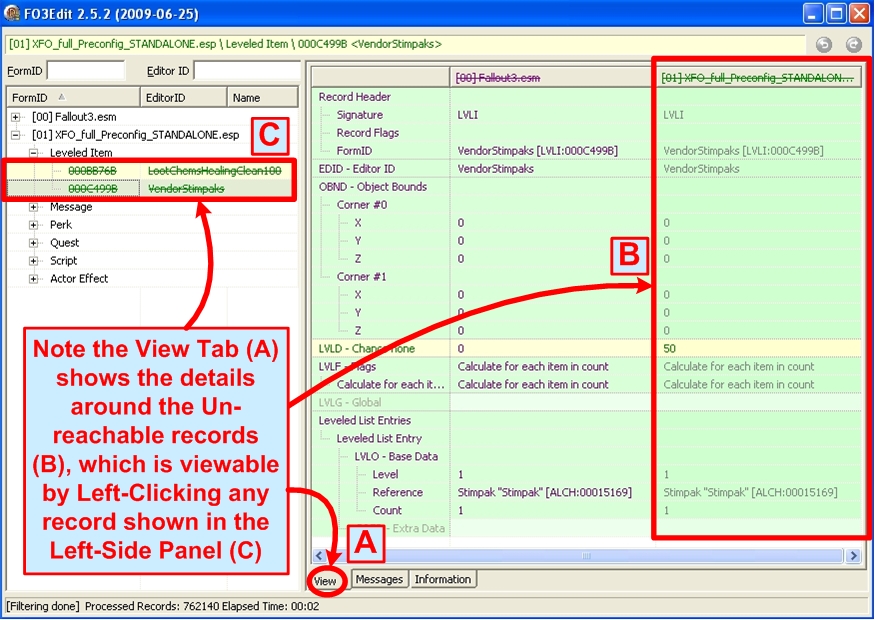 FO3Edit 2.5.2 (2009-06-25)
[01] XFO_full_Preconfig_STANDALONE.esp \ Leveled Item \ 000C499B <VendorStimpaks>
FormID Editor ID
FormID EditorID Name
[00] Fallout3.esm
[01] XFO_full_Preconfig_STANDALONE.esp
Leveled Item
000BB76B LootChemsHealingClean100
000C499B VendorStimpaks
Message
Perk
Quest
Script
Actor Effect
C
Note the View Tab (A)
shows the details
around the Un-
reachable records
(B), which is viewable
by Left-Clicking any
record shown in the
Left-Side Panel (C)
[00] Fallout3.esm [01] XFO_full_Preconfig_STANDALON...
Record Header
Signature LVLI LVLI
Record Flags
FormID VendorStimpaks [LVLI:000C499B] VendorStimpaks [LVLI:000C499B]
EDID - Editor ID VendorStimpaks VendorStimpaks
OBND - Object Bounds
Corner #0
X 0 0
Y 0 0
Z 0 0
Corner #1
X 0 0
Y 0 0
Z 0 0
B
LVLD - Chance none 0 50
LVLF - Flags Calculate for each item in count Calculate for each item in count
Calculate for each it... Calculate for each item in count Calculate for each item in count
LVLG - Global
Leveled List Entries
Leveled List Entry
LVLO - Base Data
Level 1 1
Reference Stimpak "Stimpak" [ALCH:00015169] Stimpak "Stimpak" [ALCH:00015169]
Count 1 1
- Extra Data
A
View Messages Information
[Filtering done] Processed Records: 762140 Elapsed Time: 00:02